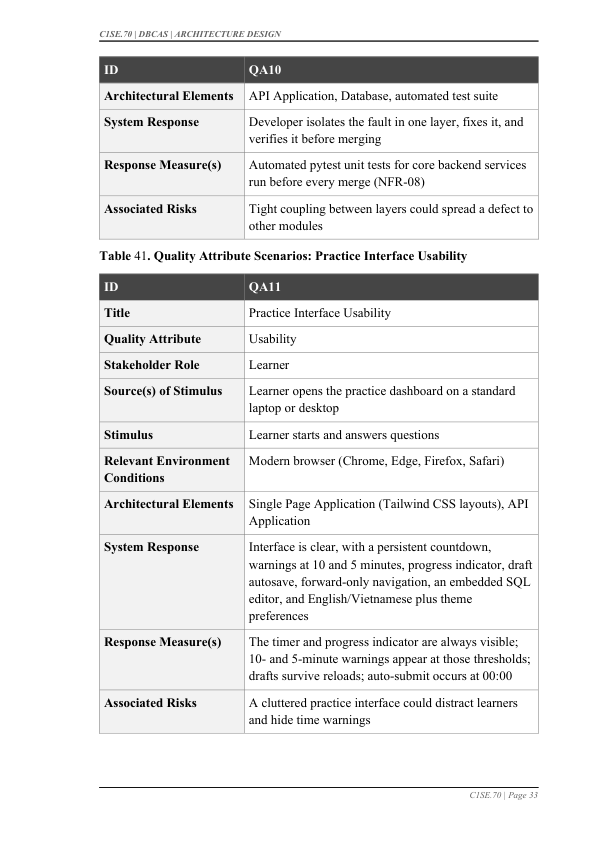 C1SE.70 | DBCAS | ARCHITECTURE DESIGN
ID QA10
Architectural Elements API Application, Database, automated test suite
System Response Developer isolates the fault in one layer, fixes it, and
verifies it before merging
Response Measure(s) Automated pytest unit tests for core backend services
run before every merge (NFR-08)
Associated Risks Tight coupling between layers could spread a defect to
other modules
Table 41. Quality Attribute Scenarios: Practice Interface Usability
ID QA11
Title Practice Interface Usability
Quality Attribute Usability
Stakeholder Role Learner
Source(s) of Stimulus Learner opens the practice dashboard on a standard
laptop or desktop
Stimulus Learner starts and answers questions
Relevant Environment Modern browser (Chrome, Edge, Firefox, Safari)
Conditions
Architectural Elements Single Page Application (Tailwind CSS layouts), API
Application
System Response Interface is clear, with a persistent countdown,
warnings at 10 and 5 minutes, progress indicator, draft
autosave, forward-only navigation, an embedded SQL
editor, and English/Vietnamese plus theme
preferences
Response Measure(s) The timer and progress indicator are always visible;
10- and 5-minute warnings appear at those thresholds;
drafts survive reloads; auto-submit occurs at 00:00
Associated Risks A cluttered practice interface could distract learners
and hide time warnings
C1SE.70 | Page 33